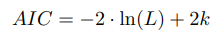 AIC = −2 · ln(L) + 2k